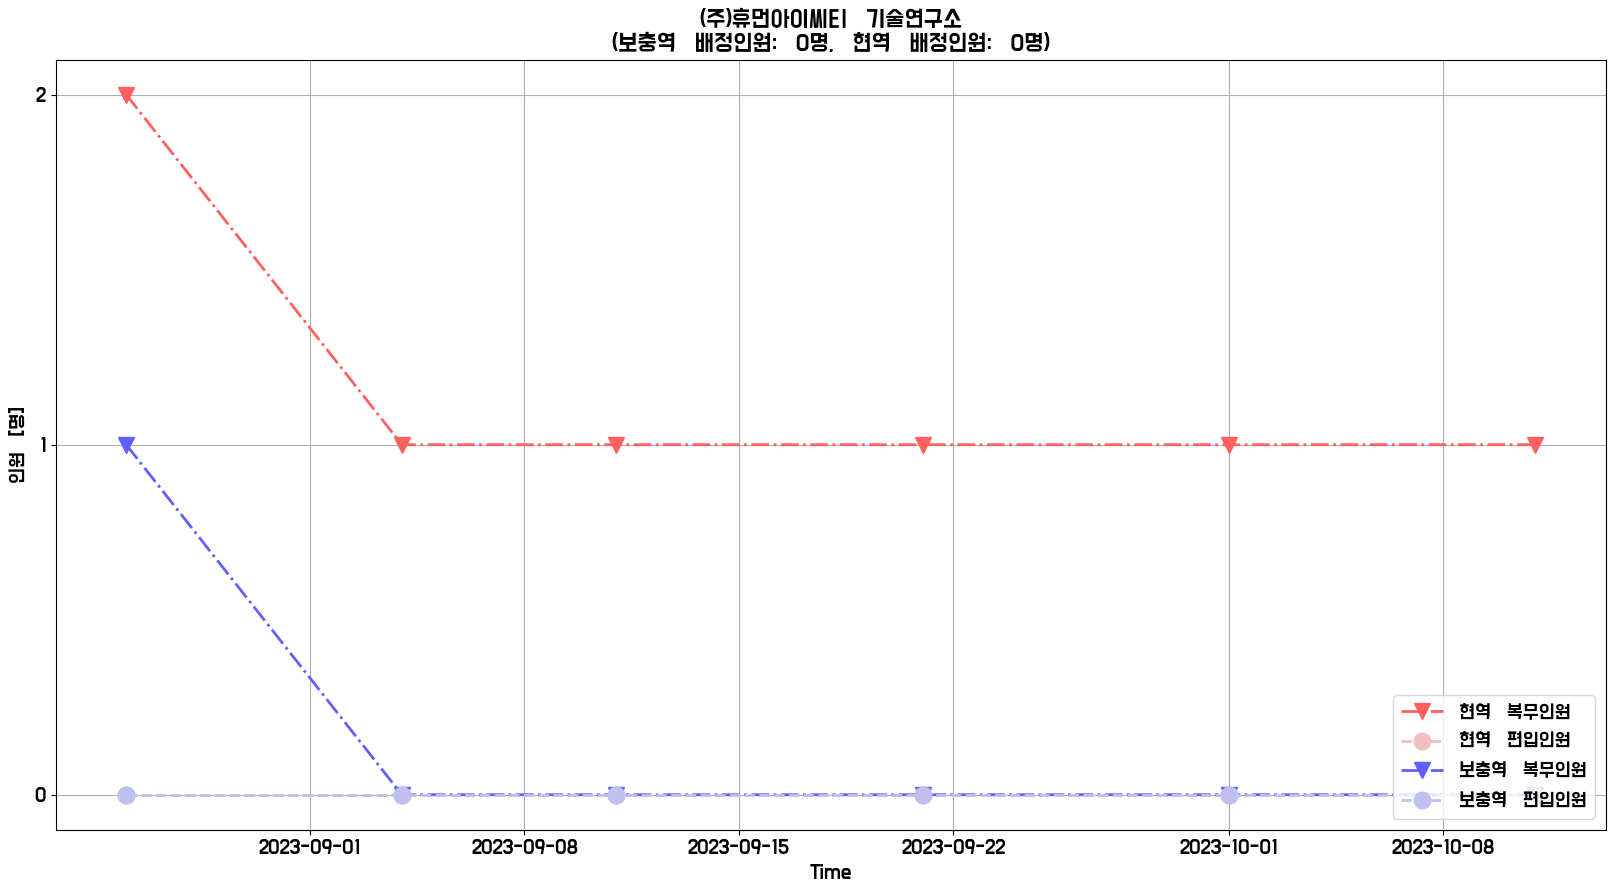 (주)휴먼아이씨티 기술연구소
(보충역 배정인원: 0명, 현역 배정인원: 0명)
인원 [명]
2
1
0
현역 복무인원
현역 편입인원
보충역 복무인원
보충역 편입인원
2023-09-01 2023-09-08 2023-09-15 2023-09-22 2023-10-01 2023-10-08
Time